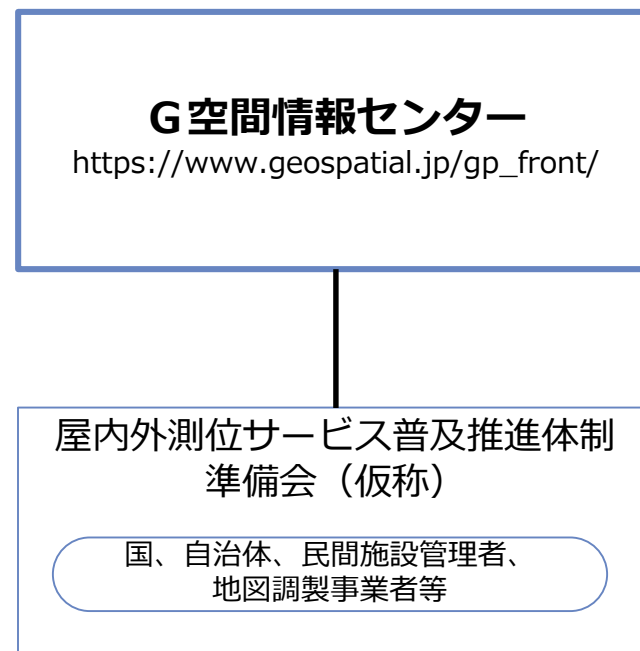 G空間情報センター
https://www.geospatial.jp/gp_front/
屋内外測位サービス普及推進体制
準備会（仮称）
国、自治体、民間施設管理者、
地図調製事業者等